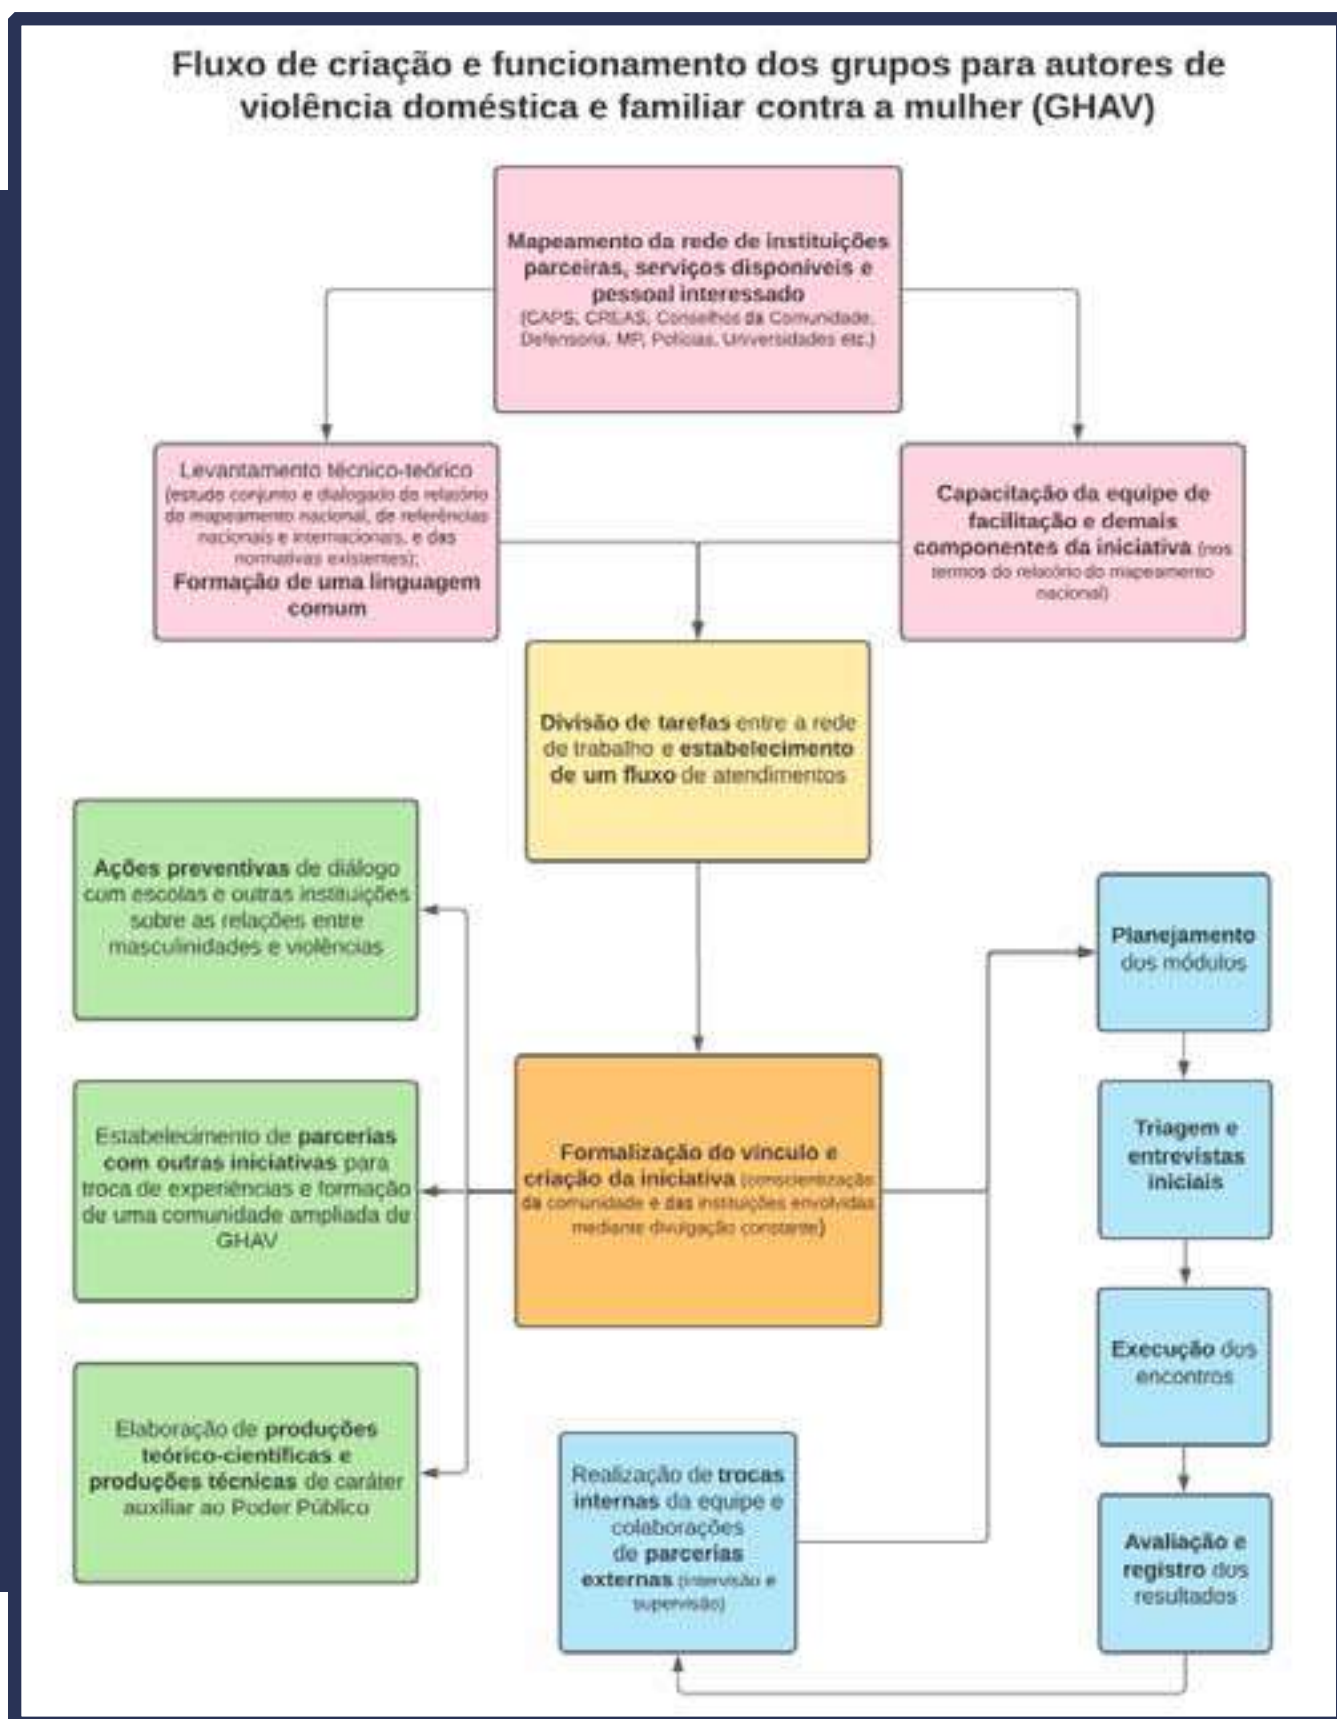 Fluxo de criação e funcionamento dos grupos para autores de
violência doméstica e familiar contra a mulher (GHAV)
Mapeamento da rede de instituições
parceiras, serviços disponíveis e
pessoal interessado
(CAPS, CREAS, Conselhos da Comunidade,
Defensoria, MP, Polícias, Universidades etc.)
Levantamento técnico-teórico
(estudo conjunto e dialogado do relatório
do mapeamento nacional, de referências
nacionais e internacionais, e das
normativas existentes);
Formação de uma linguagem
comum
Capacitação da equipe de
facilitação e demais
componentes da iniciativa (nos
termos do relatório do mapeamento
nacional)
Divisão de tarefas entre a rede
de trabalho e estabelecimento
de um fluxo de atendimentos
Ações preventivas de diálogo
com escolas e outras instituições
sobre as relações entre
masculinidades e violências
Planejamento
dos módulos
Estabelecimento de parcerias
com outras iniciativas para
troca de experiências e formação
de uma comunidade ampliada de
GHAV
Formalização do vínculo e
criação da iniciativa (conscientização
da comunidade e das instituições envolvidas
mediante divulgação constante)
Triagem e
entrevistas
iniciais
Execução dos
encontros
Elaboração de produções
teórico-científicas e
produções técnicas de caráter
auxiliar ao Poder Público
Realização de trocas
internas da equipe e
colaborações
de parcerias
externas (intervisão e
supervisão)
Avaliação e
registro dos
resultados